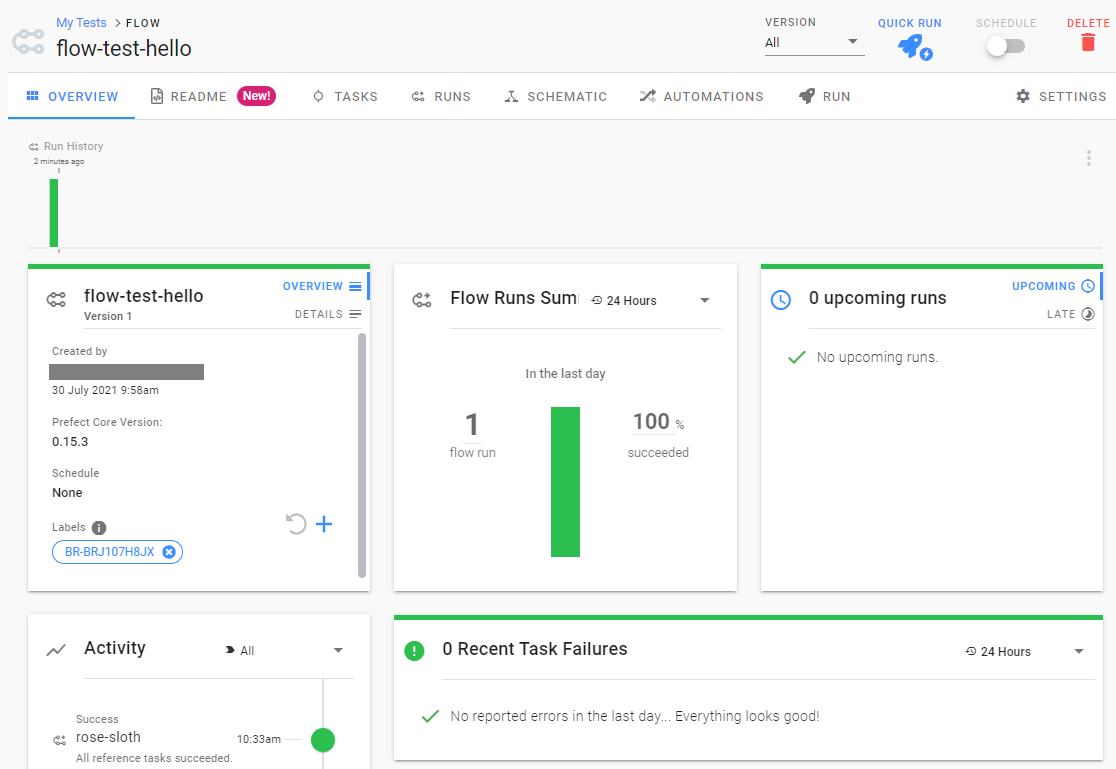 My Tests > FLOW
flow-test-hello
VERSION
All
QUICK RUN
SCHEDULE
DELETE
OVERVIEW
README New!
TASKS
RUNS
SCHEMATIC
AUTOMATIONS
RUN
SETTINGS
Run History
2 minutes ago
flow-test-hello
Version 1
OVERVIEW
DETAILS
Created by
30 July 2021 9:58am
Prefect Core Version:
0.15.3
Schedule
None
Labels
BR-BRJ107H8JX
Flow Runs Sum
24 Hours
In the last day
1
flow run
100 %
succeeded
0 upcoming runs
UPCOMING
LATE
No upcoming runs.
Activity
All
Success
rose-sloth
10:33am
All reference tasks succeeded.
0 Recent Task Failures
24 Hours
No reported errors in the last day... Everything looks good!